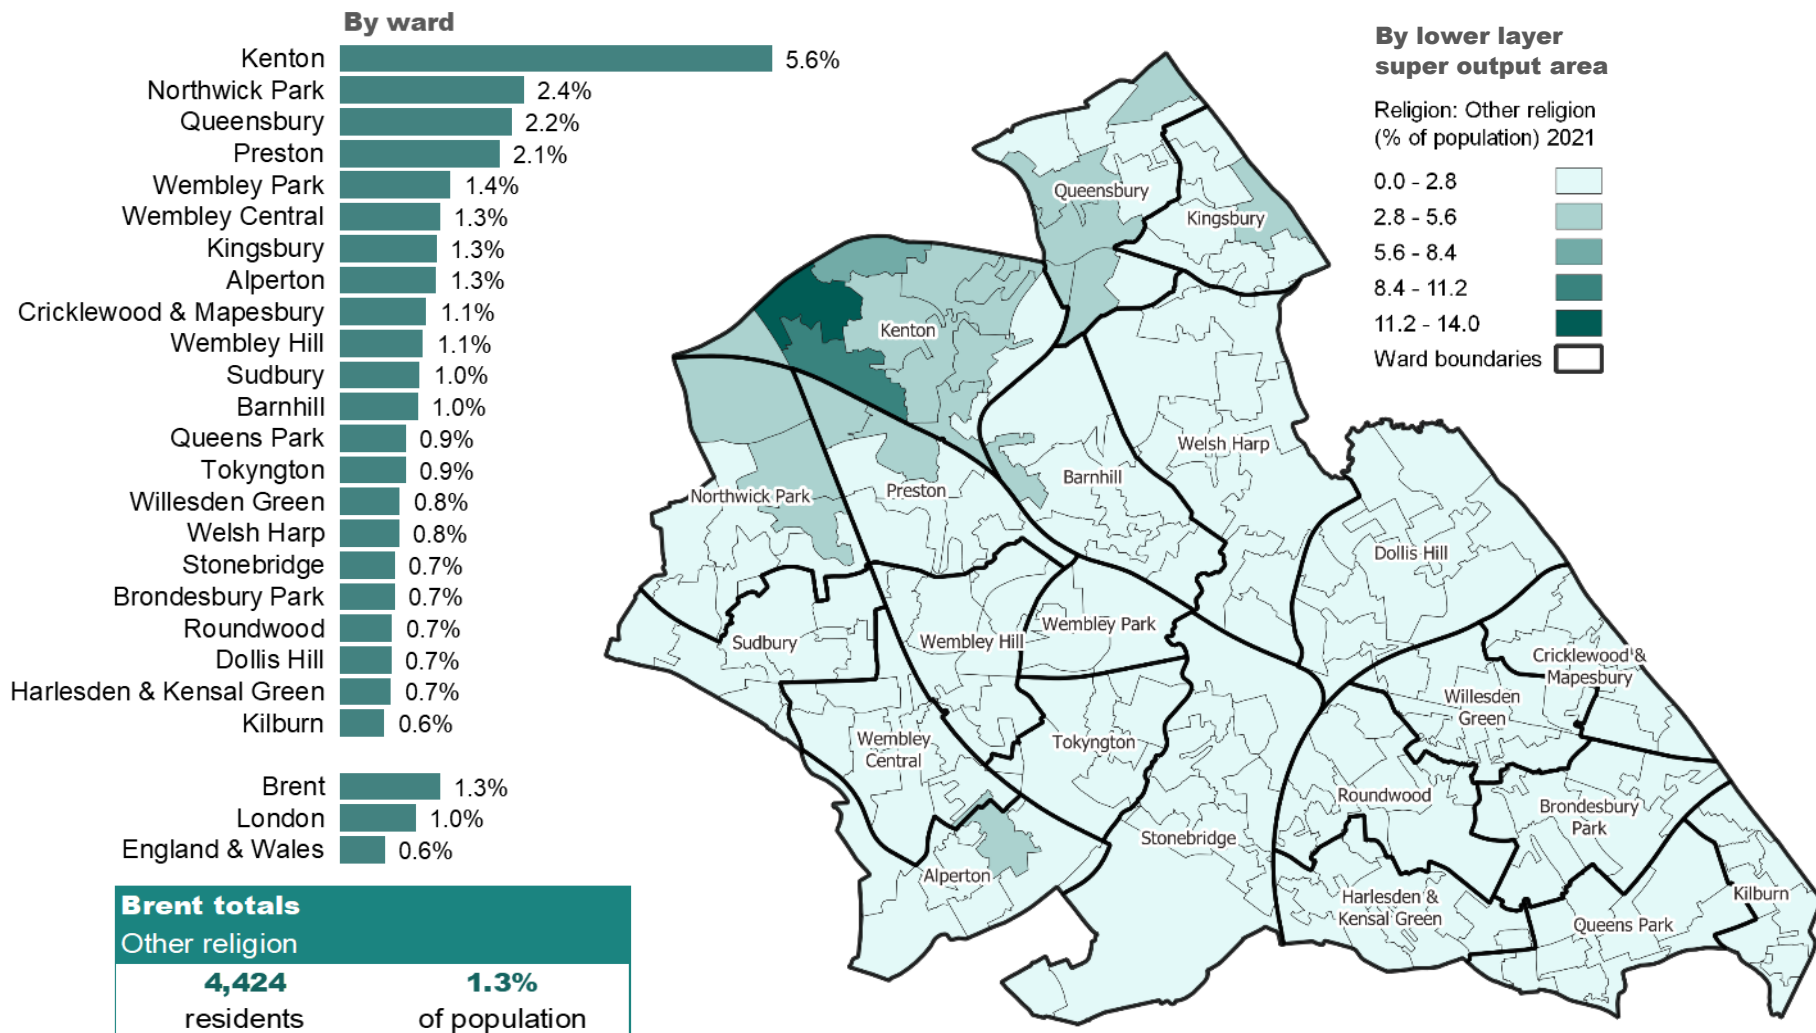 By ward
Kenton 5.6%
Northwick Park 2.4%
Queensbury 2.2%
Preston 2.1%
Wembley Park 1.4%
Wembley Central 1.3%
Kingsbury 1.3%
Alperton 1.3%
Cricklewood & Mapesbury 1.1%
Wembley Hill 1.1%
Sudbury 1.0%
Barnhill 1.0%
Queens Park 0.9%
Tokyngton 0.9%
Willesden Green 0.8%
Welsh Harp 0.8%
Stonebridge 0.7%
Brondesbury Park 0.7%
Roundwood 0.7%
Dollis Hill 0.7%
Harlesden & Kensal Green 0.7%
Kilburn 0.6%
Brent 1.3%
London 1.0%
England & Wales 0.6%
Brent totals
Other religion
4,424 1.3%
residents of population
By lower layer
super output area
Religion: Other religion
(% of population) 2021
0.0 - 2.8
2.8 - 5.6
5.6 - 8.4
8.4 - 11.2
11.2 - 14.0
Ward boundaries
Queensbury
Kingsbury
Kenton
Welsh Harp
Barnhill
Preston
Northwick Park
Dollis Hill
Wembley Park
Sudbury
Wembley Hill
Cricklewood &
Mapesbury
Willesden
Green
Wembley
Central
Tokyngton
Roundwood
Brondesbury
Park
Stonebridge
Alperton
Harlesden &
Kensal Green
Kilburn
Queens Park